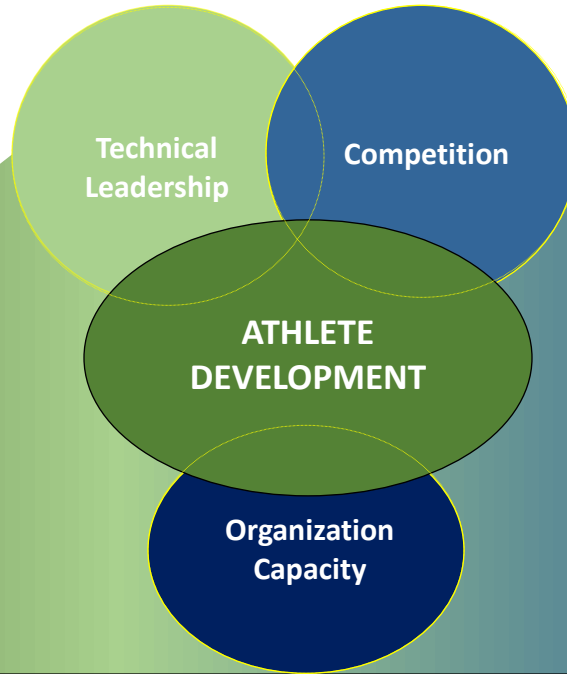 Technical
Leadership
Competition
ATHLETE
DEVELOPMENT
Organization
Capacity